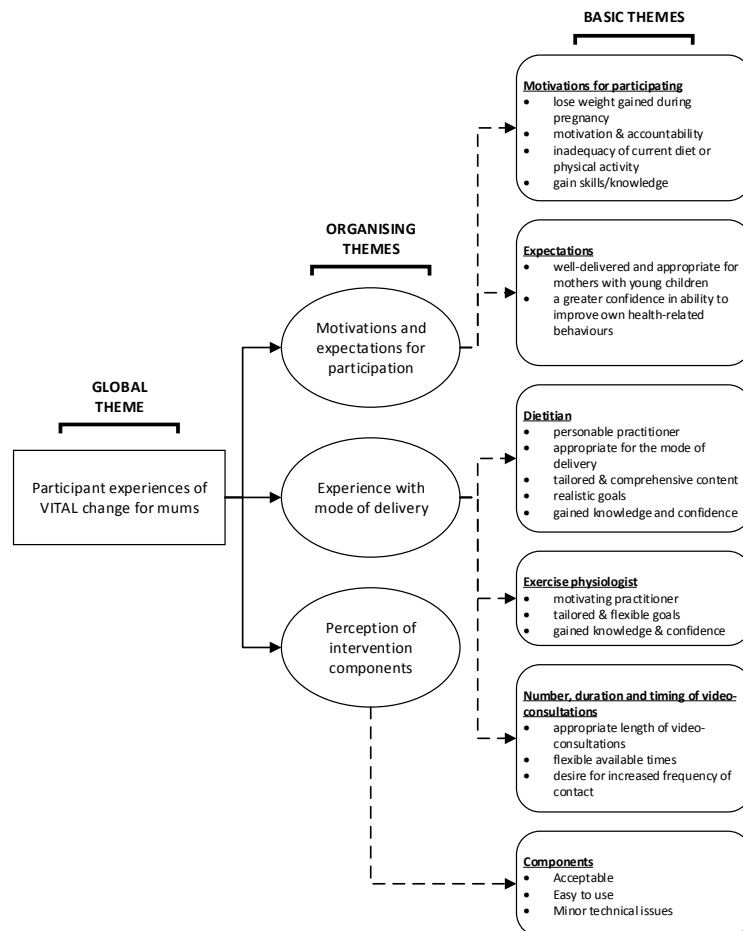 BASIC THEMES
Motivations for participating
• lose weight gained during
pregnancy
• motivation & accountability
• inadequacy of current diet or
physical activity
• gain skills/knowledge
ORGANISING
THEMES
Expectations
• well-delivered and appropriate for
mothers with young children
• a greater confidence in ability to
improve own health-related
behaviours
Motivations and
expectations for
participation
GLOBAL
THEME
Dietitian
• personable practitioner
• appropriate for the mode of
delivery
• tailored & comprehensive content
• realistic goals
• gained knowledge and confidence
Participant experiences of
VITAL change for mums
Experience with
mode of delivery
Exercise physiologist
• motivating practitioner
• tailored & flexible goals
• gained knowledge & confidence
Perception of
intervention
components
Number, duration and timing of video-
consultations
• appropriate length of video-
consultations
• flexible available times
• desire for increased frequency of
contact
Components
• Acceptable
• Easy to use
• Minor technical issues